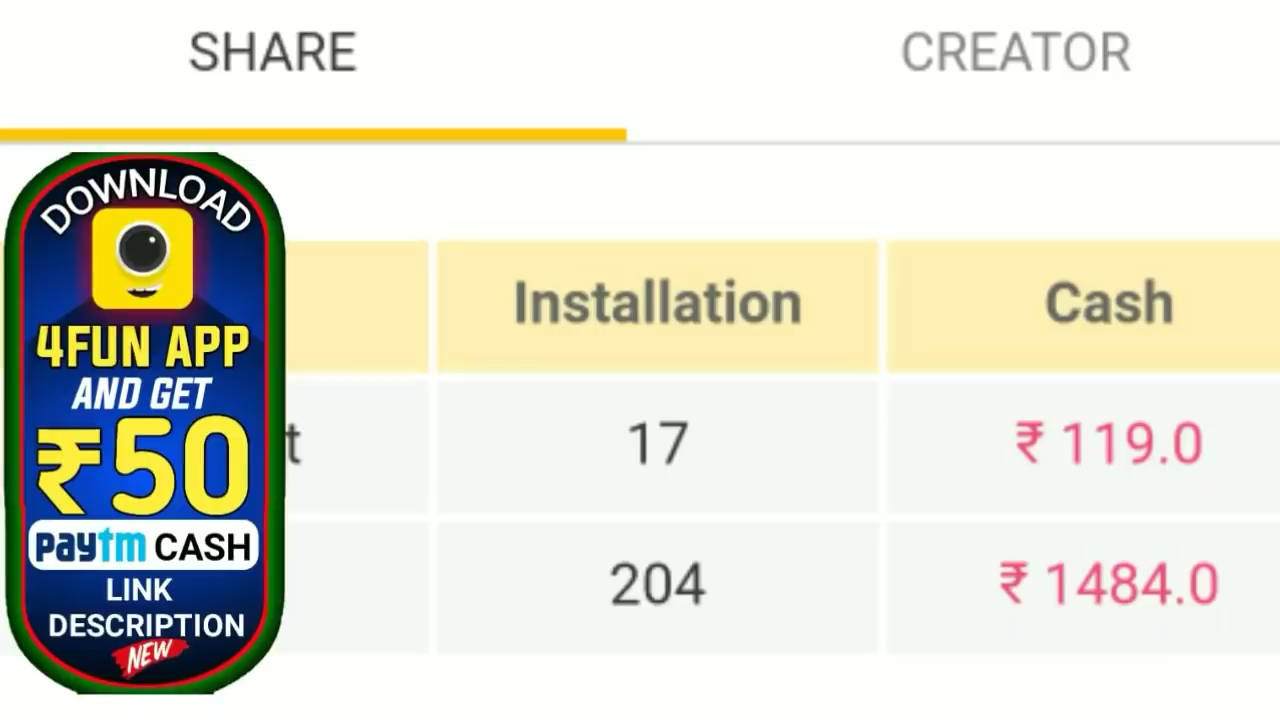 SHARE
CREATOR
DOWNLOAD
4FUN APP
AND GET
₹50
paytm CASH
LINK
DESCRIPTION
NEW
Installation
Cash
t
17
₹ 119.0
204
₹ 1484.0